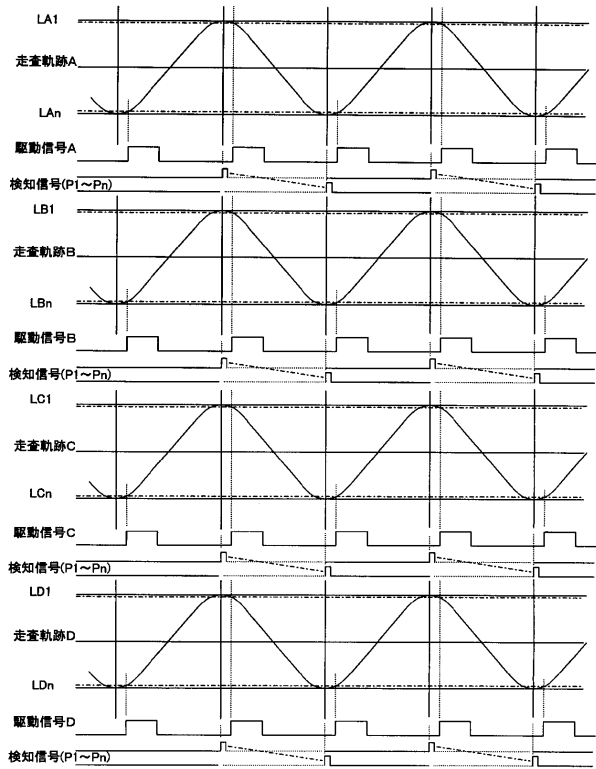 LA1
走査軌跡A
LAn
駆動信号A
検知信号(P1～Pn)
LB1
走査軌跡B
LBn
駆動信号B
検知信号(P1～Pn)
LC1
走査軌跡C
LCn
駆動信号C
検知信号(P1～Pn)
LD1
走査軌跡D
LDn
駆動信号D
検知信号(P1～Pn)